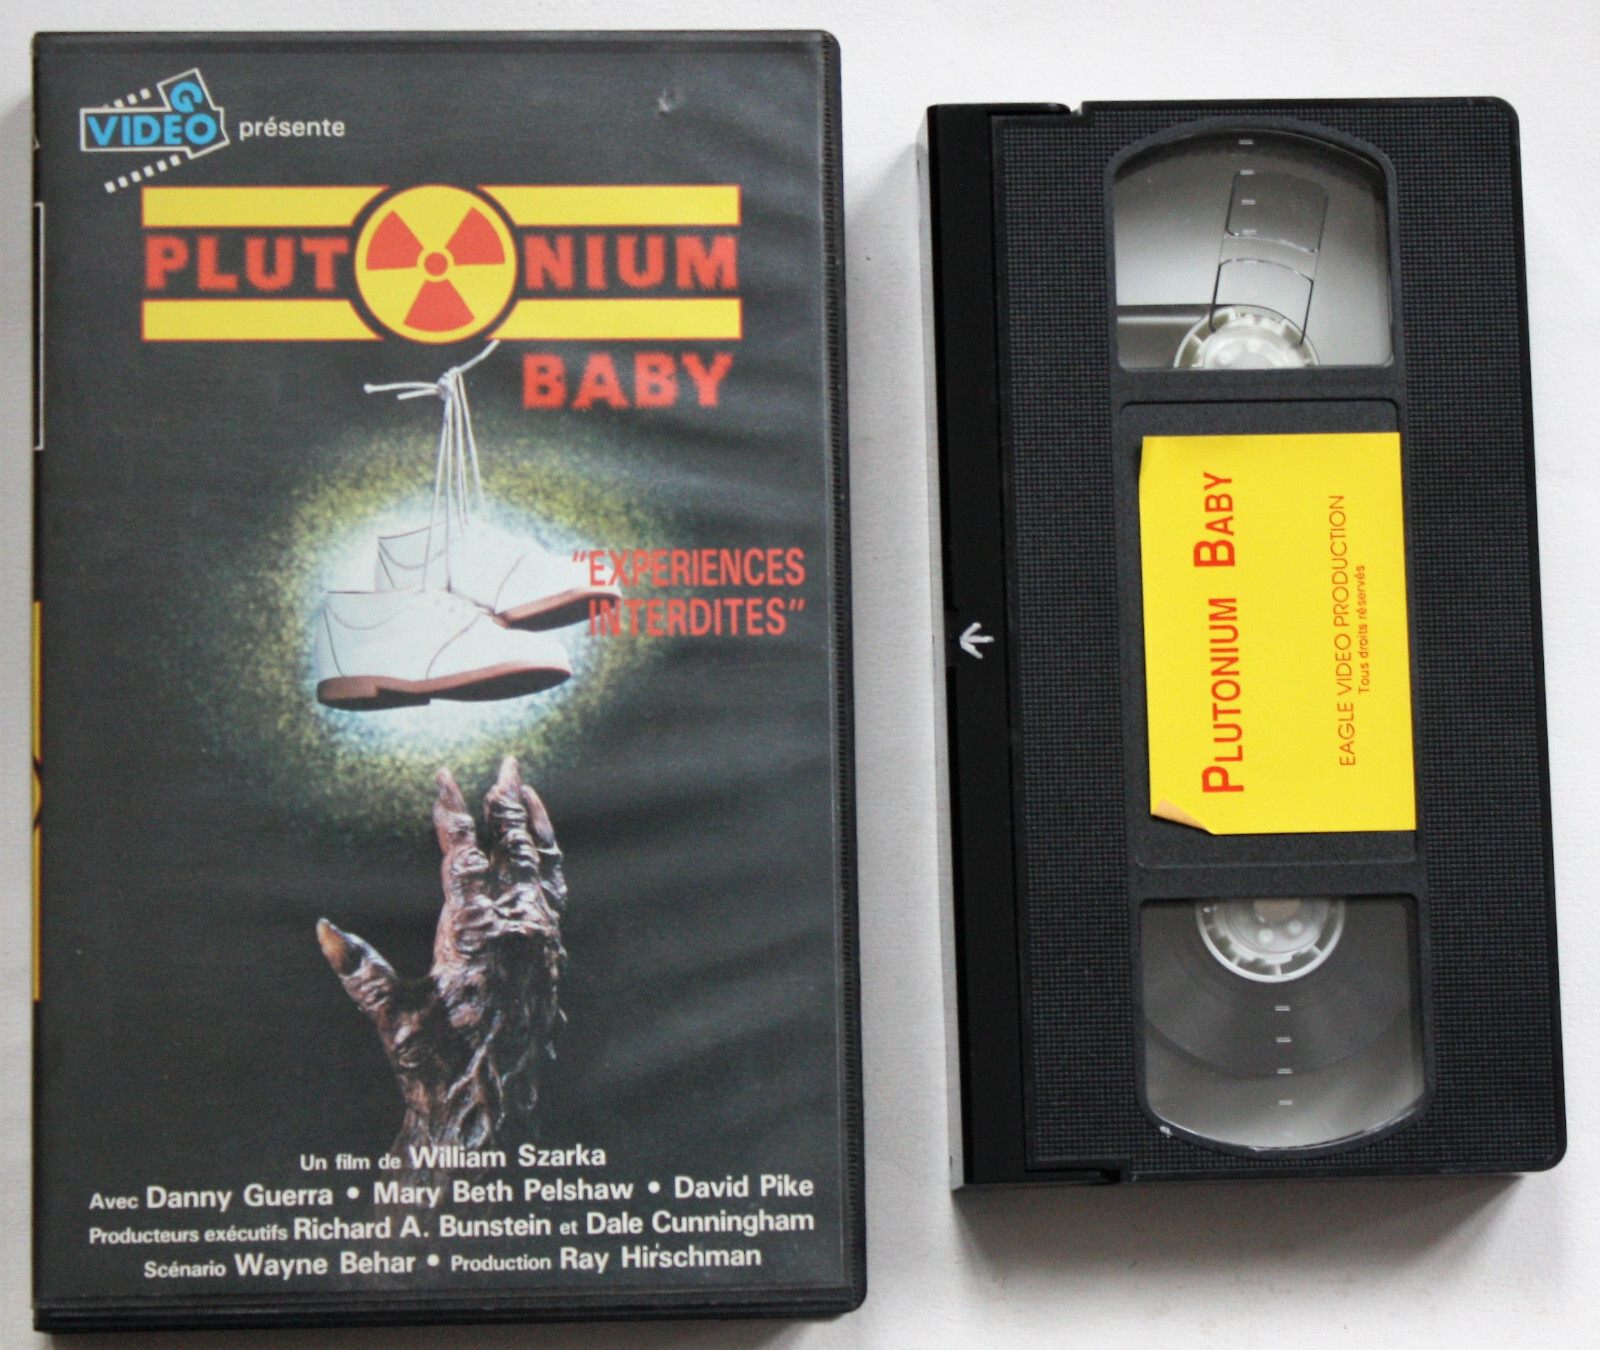 GO
VIDEO présente
PLUTONIUM
BABY
"EXPERIENCES
INTERDITES"
Un film de William Szarka
Avec Danny Guerra • Mary Beth Pelshaw • David Pike
Producteurs exécutifs Richard A. Bunstein et Dale Cunningham
Scénario Wayne Behar • Production Ray Hirschman
PLUTONIUM BABY
EAGLE VIDEO PRODUCTION
Tous droits réservés